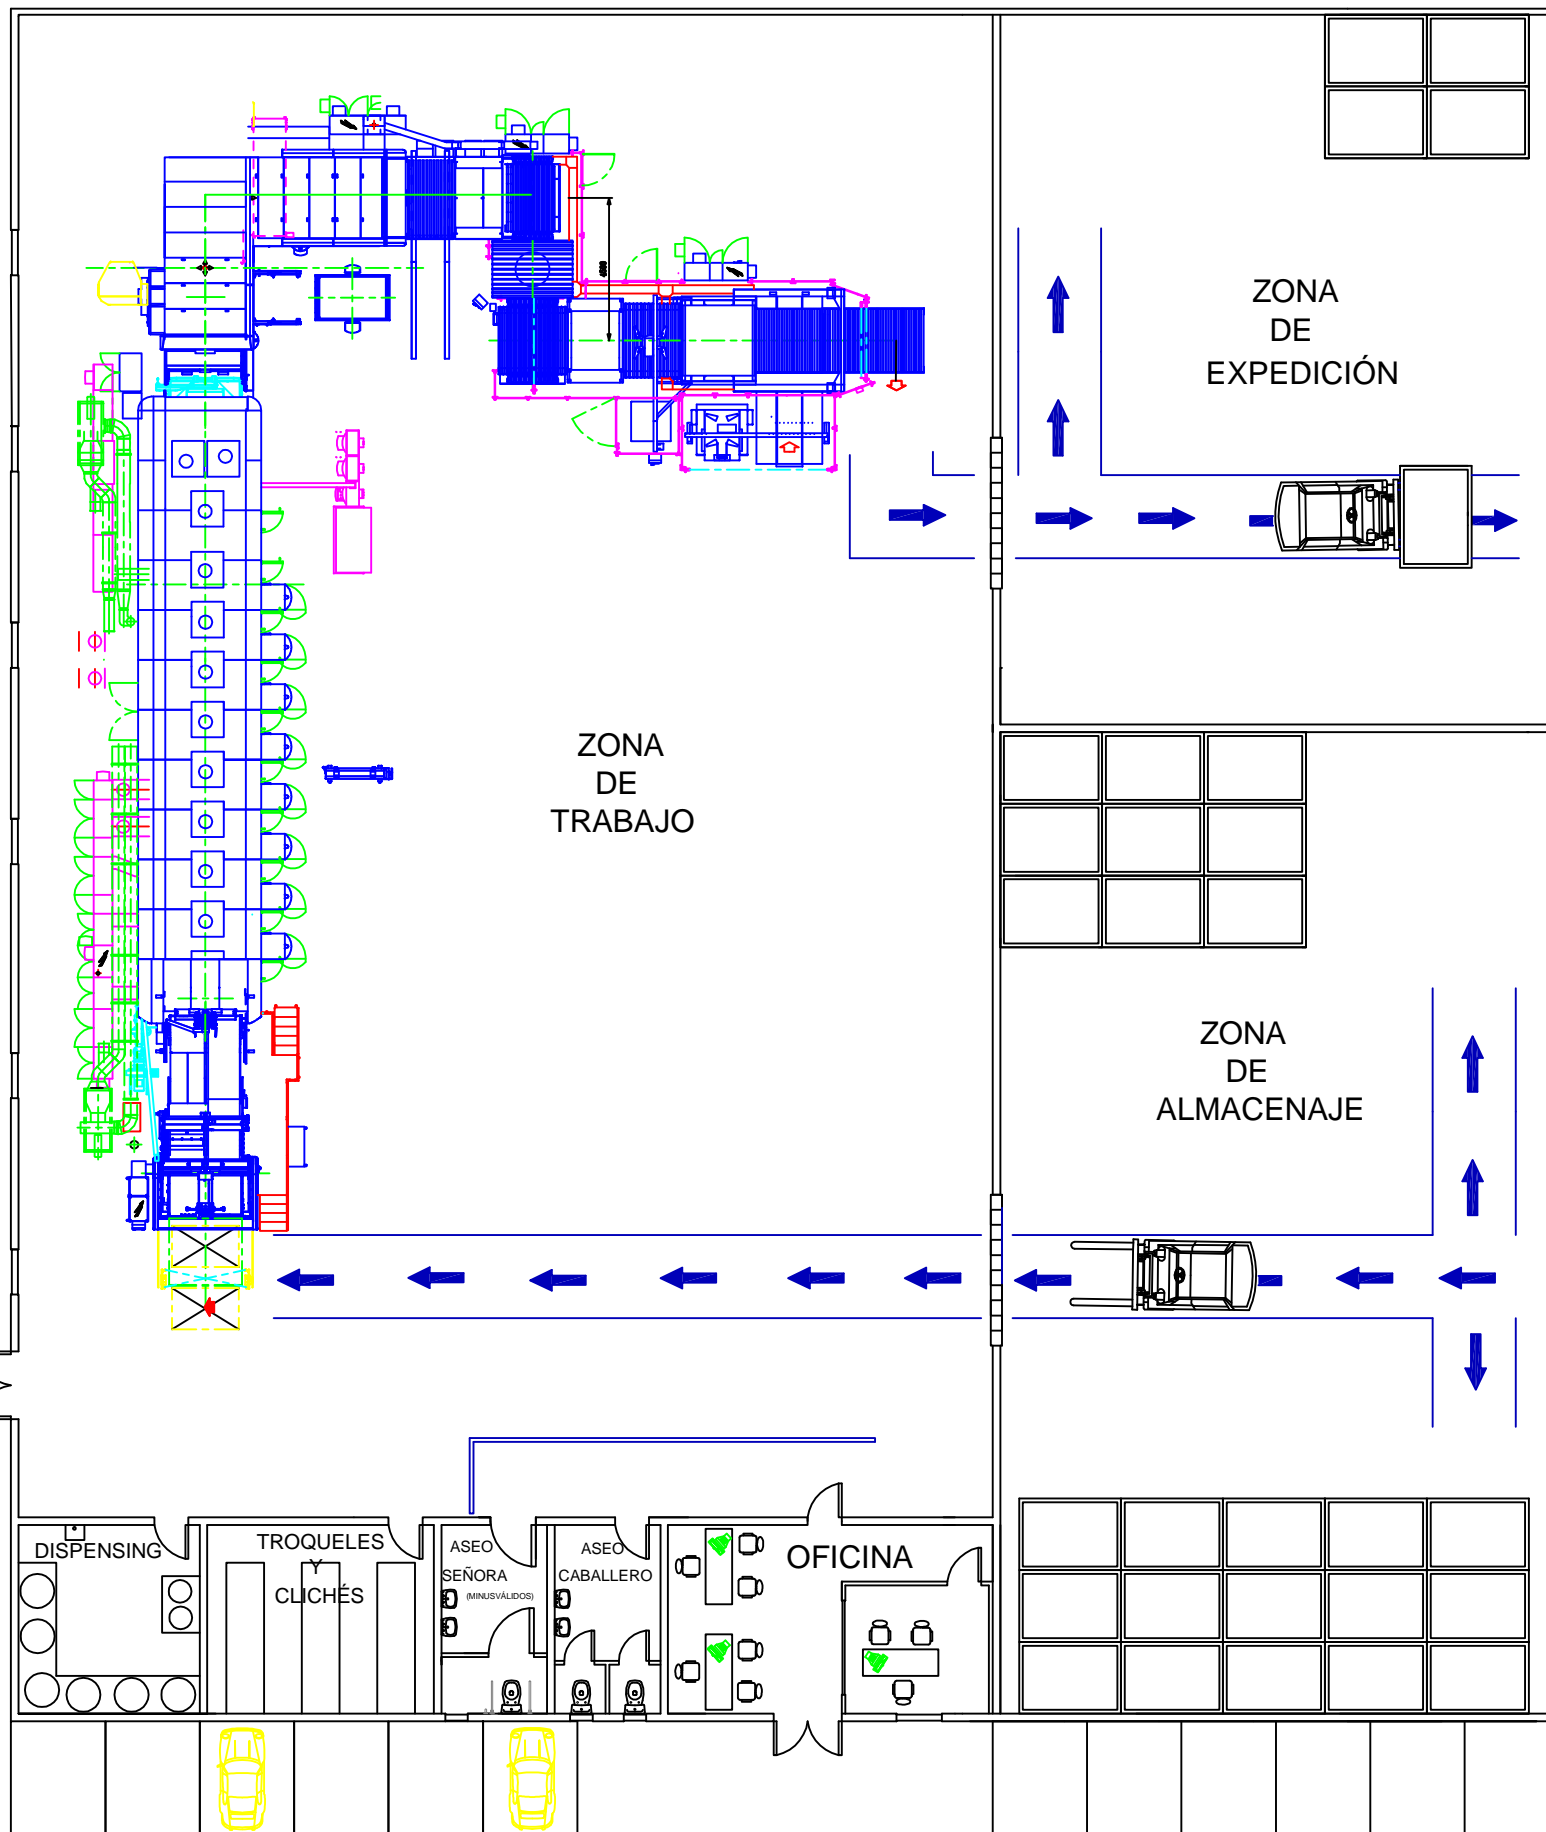 ZONA
DE
EXPEDICIÓN
ZONA
DE
TRABAJO
ZONA
DE
ALMACENAJE
DISPENSING
TROQUELES
Y
CLICHÉS
ASEO
SEÑORA
(MINUSVÁLIDOS)
ASEO
CABALLERO
OFICINA